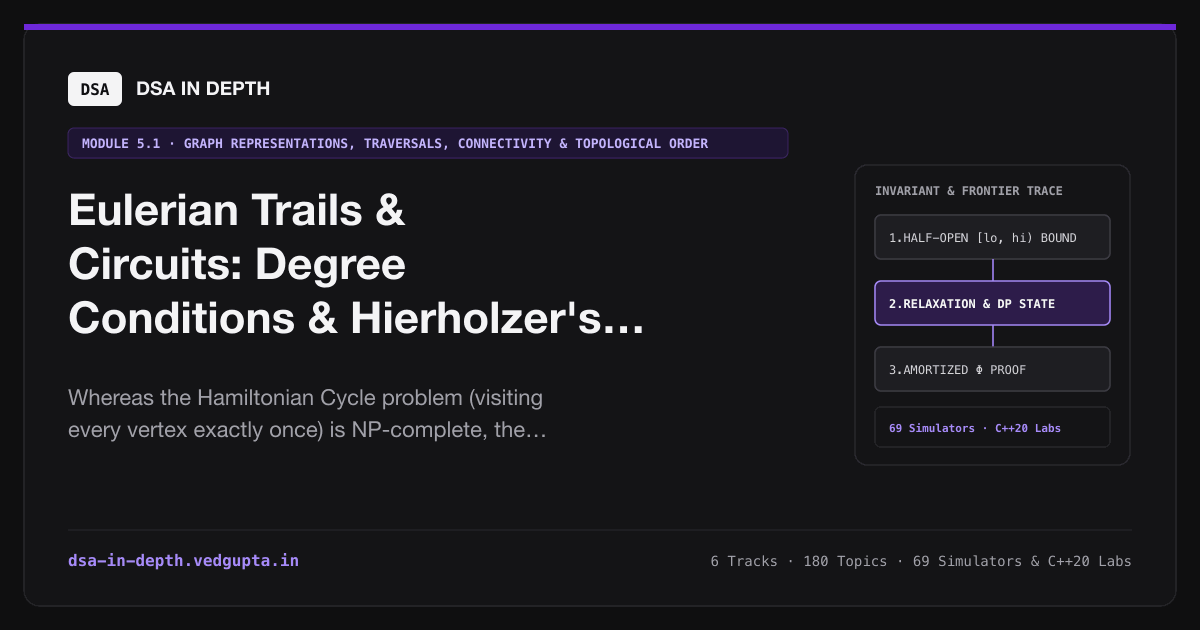 DSA DSA IN DEPTH
MODULE 5.1 · GRAPH REPRESENTATIONS, TRAVERSALS, CONNECTIVITY & TOPOLOGICAL ORDER
Eulerian Trails &
Circuits: Degree
Conditions & Hierholzer's...
Whereas the Hamiltonian Cycle problem (visiting
every vertex exactly once) is NP-complete, the...
INVARIANT & FRONTIER TRACE
1.HALF-OPEN [lo, hi) BOUND
2.RELAXATION & DP STATE
3.AMORTIZED Φ PROOF
69 Simulators · C++20 Labs
dsa-in-depth.vedgupta.in
6 Tracks · 180 Topics · 69 Simulators & C++20 Labs